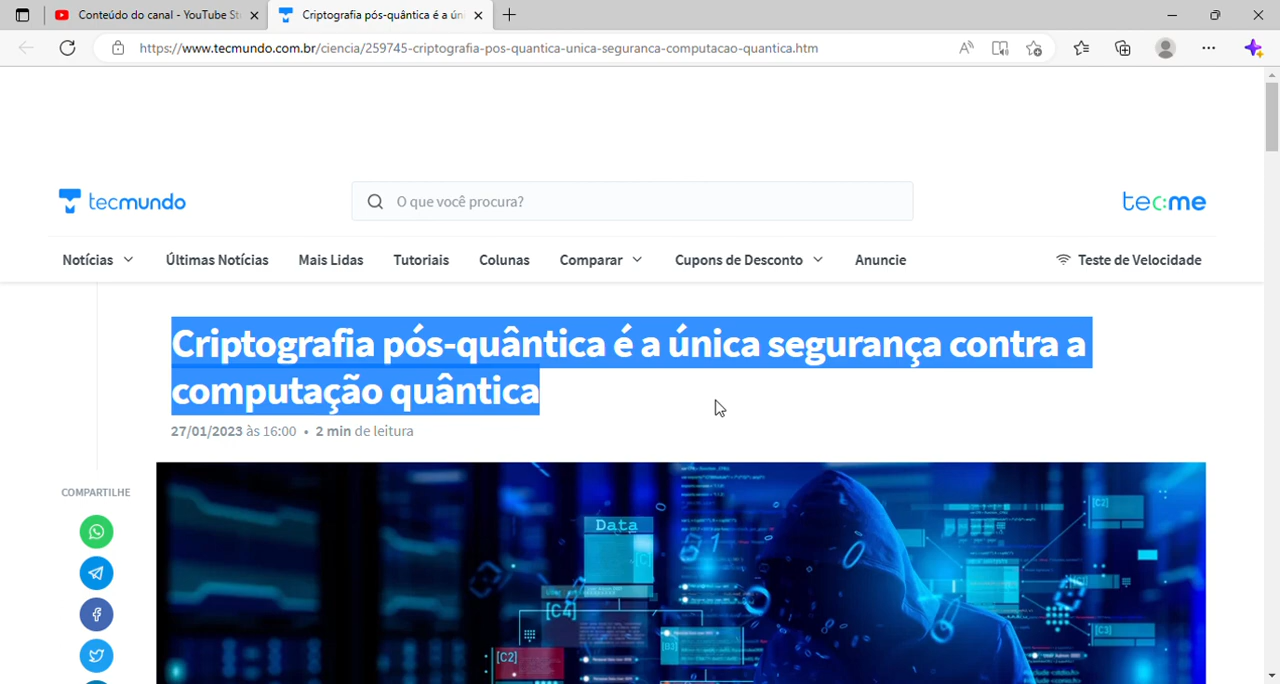 Conteúdo do canal - YouTube St
Criptografia pós-quântica é a ún
https://www.tecmundo.com.br/ciencia/259745-criptografia-pos-quantica-unica-seguranca-computacao-quantica.htm
tecmundo
O que você procura?
tec:me
Notícias Últimas Notícias Mais Lidas Tutoriais Colunas Comparar Cupons de Desconto Anuncie Teste de Velocidade
Criptografia pós-quântica é a única segurança contra a
computação quântica
27/01/2023 às 16:00 • 2 min de leitura
COMPARTILHE
Data
[C2]
[C4]
[C3]
[C2]